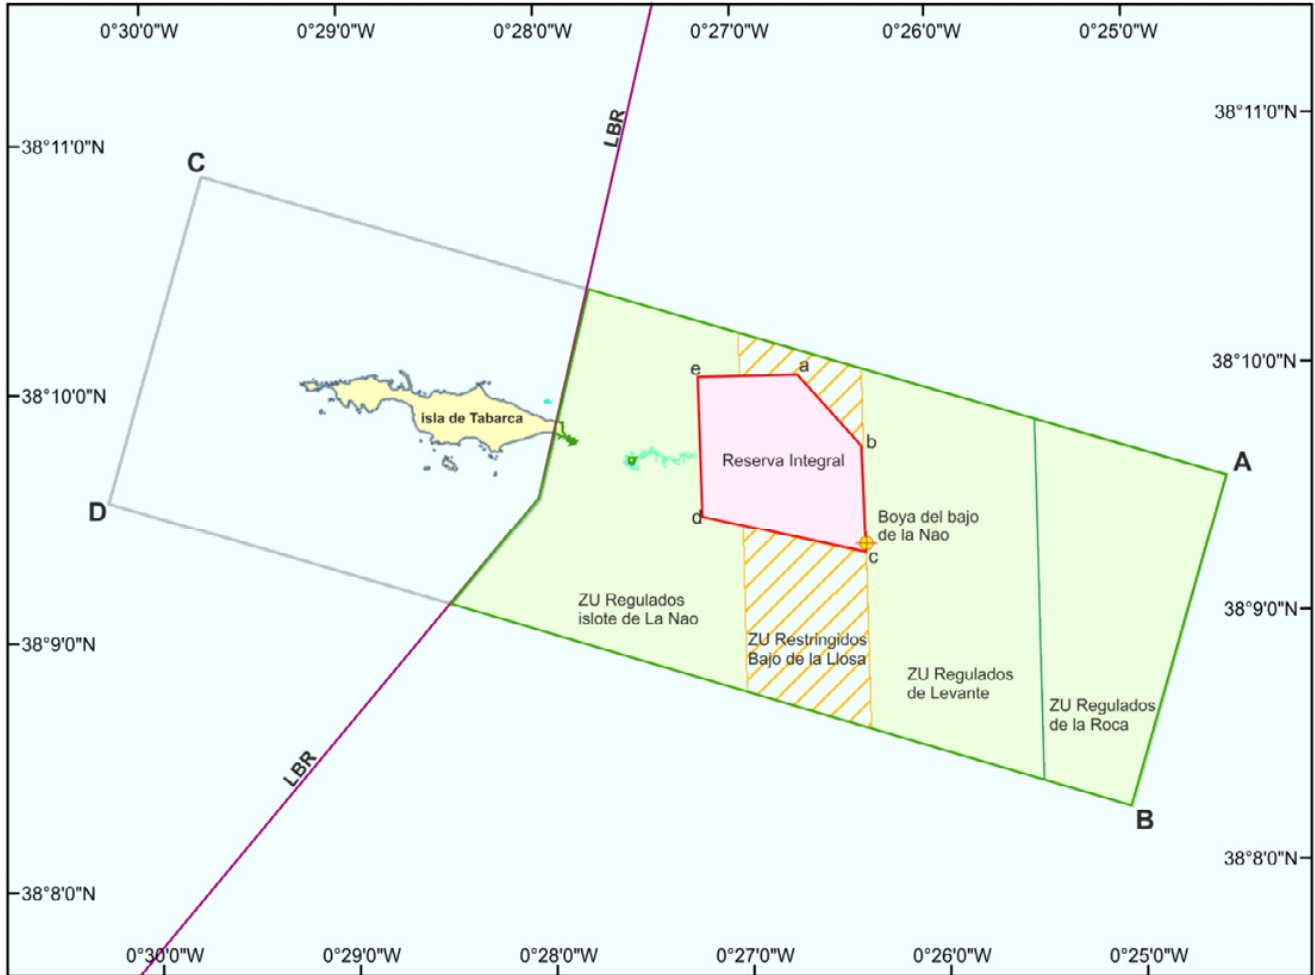 0°30'0"W 0°29'0"W 0°28'0"W 0°27'0"W 0°26'0"W 0°25'0"W
38°11'0"N
LBR
38°11'0"N
C
38°10'0"N
a
e
38°10'0"N
isla de Tabarca
b
Reserva Integral
A
D
d
Boya del bajo
de la Nao
c
ZU Regulados
islote de La Nao
38°9'0"N
38°9'0"N
ZU Restringidos
Bajo de la Llosa
ZU Regulados
de Levante
ZU Regulados
de la Roca
LBR
B
38°8'0"N
38°8'0"N
0°30'0"W 0°29'0"W 0°28'0"W 0°27'0"W 0°26'0"W 0°25'0"W